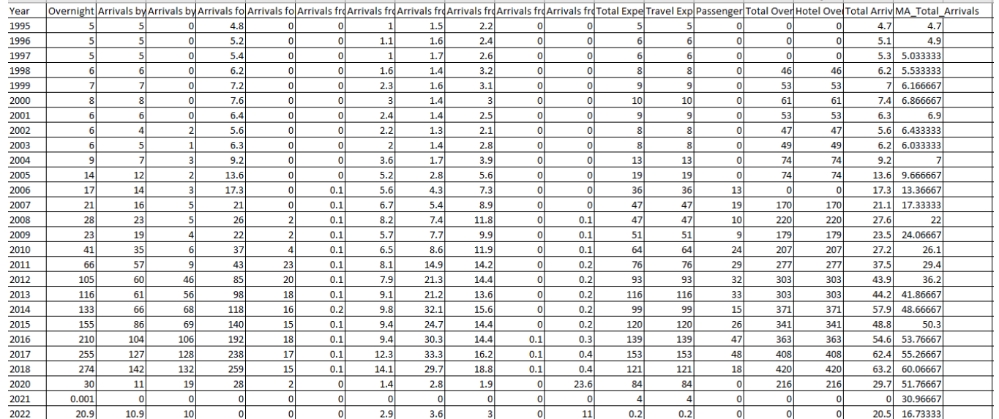 Year Overnight Arrivals by Arrivals by Arrivals fo Arrivals fo Arrivals fro Arrivals fro Arrivals fro Arrivals fro Arrivals fro Arrivals fro Total Expe Travel Exp Passenger Total Over Hotel Over Total Arriv MA_Total_Arrivals
1995 5 5 0 4.8 0 0 1 1.5 2.2 0 0 5 5 0 0 0 4.7 4.7
1996 5 5 0 5.2 0 0 1.1 1.6 2.4 0 0 6 6 0 0 0 5.1 4.9
1997 5 5 0 5.4 0 0 1 1.7 2.6 0 0 6 6 0 0 0 5.3 5.033333
1998 6 6 0 6.2 0 0 1.6 1.4 3.2 0 0 8 8 0 46 46 6.2 5.533333
1999 7 7 0 7.2 0 0 2.3 1.6 3.1 0 0 9 9 0 53 53 7 6.166667
2000 8 8 0 7.6 0 0 3 1.4 3 0 0 10 10 0 61 61 7.4 6.866667
2001 6 6 0 6.4 0 0 2.4 1.4 2.5 0 0 9 9 0 53 53 6.3 6.9
2002 6 4 2 5.6 0 0 2.2 1.3 2.1 0 0 8 8 0 47 47 5.6 6.433333
2003 6 5 1 6.3 0 0 2 1.4 2.8 0 0 8 8 0 49 49 6.2 6.033333
2004 9 7 3 9.2 0 0 3.6 1.7 3.9 0 0 13 13 0 74 74 9.2 7
2005 14 12 2 13.6 0 0 5.2 2.8 5.6 0 0 19 19 0 74 74 13.6 9.666667
2006 17 14 3 17.3 0 0.1 5.6 4.3 7.3 0 0 36 36 13 0 0 17.3 13.36667
2007 21 16 5 21 0 0.1 6.7 5.4 8.9 0 0 47 47 19 170 170 21.1 17.33333
2008 28 23 5 26 2 0.1 8.2 7.4 11.8 0 0.1 47 47 10 220 220 27.6 22
2009 23 19 4 22 2 0.1 5.7 7.7 9.9 0 0.1 51 51 9 179 179 23.5 24.06667
2010 41 35 6 37 4 0.1 6.5 8.6 11.9 0 0.1 64 64 24 207 207 27.2 26.1
2011 66 57 9 43 23 0.1 8.1 14.9 14.2 0 0.2 76 76 29 277 277 37.5 29.4
2012 105 60 46 85 20 0.1 7.9 21.3 14.4 0 0.2 93 93 32 303 303 43.9 36.2
2013 116 61 56 98 18 0.1 9.1 21.2 13.6 0 0.2 116 116 33 303 303 44.2 41.86667
2014 133 66 68 118 16 0.2 9.8 32.1 15.6 0 0.2 99 99 15 371 371 57.9 48.66667
2015 155 86 69 140 15 0.1 9.4 24.7 14.4 0 0.2 120 120 26 341 341 48.8 50.3
2016 210 104 106 192 18 0.1 9.4 30.3 14.4 0.1 0.3 139 139 47 363 363 54.6 53.76667
2017 255 127 128 238 17 0.1 12.3 33.3 16.2 0.1 0.4 153 153 48 408 408 62.4 55.26667
2018 274 142 132 259 15 0.1 14.1 29.7 18.8 0.1 0.4 121 121 18 420 420 63.2 60.06667
2020 30 11 19 28 2 0 1.4 2.8 1.9 0 23.6 84 84 0 216 216 29.7 51.76667
2021 0.001 0 0 0 0 0 0 0 0 0 0 4 4 0 0 0 0 30.96667
2022 20.9 10.9 10 0 0 0 2.9 3.6 3 0 11 0.2 0.2 0 0 0 20.5 16.73333